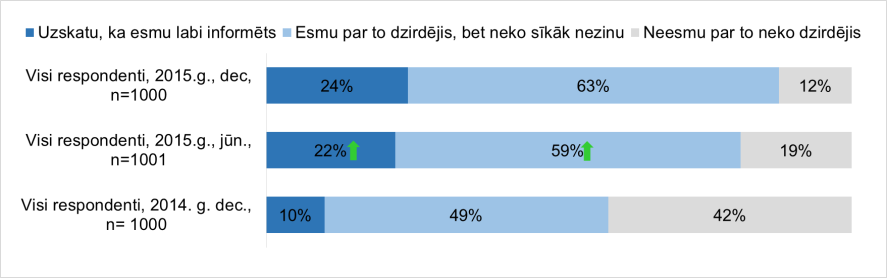 Uzskatu, ka esmu labi informēts Esmu par to dzirdējis, bet neko sīkāk nezinu Neesmu par to neko dzirdējis
Visi respondenti, 2015.g., dec,
n=1000
24% 63% 12%
Visi respondenti, 2015.g., jūn.,
n=1001
22% 59% 19%
Visi respondenti, 2014. g. dec.,
n= 1000
10% 49% 42%